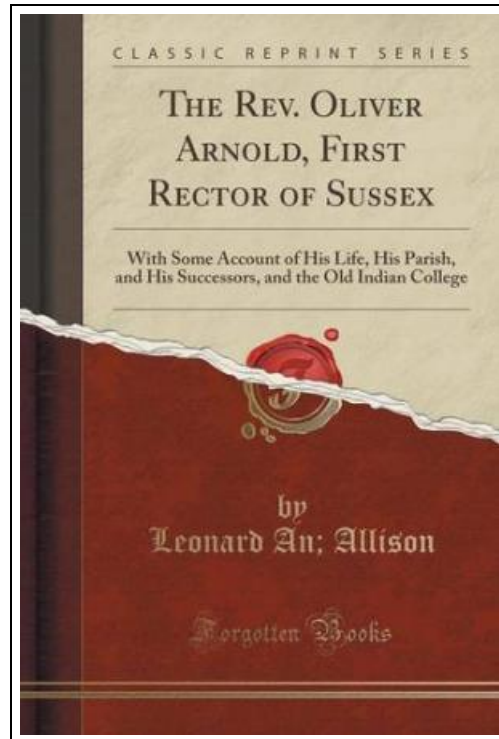 CLASSIC REPRINT SERIES
THE REV. OLIVER
ARNOLD, FIRST
RECTOR OF SUSSEX
With Some Account of His Life, His Parish,
and His Successors, and the Old Indian College
by
Leonard An; Allison
Forgotten Books